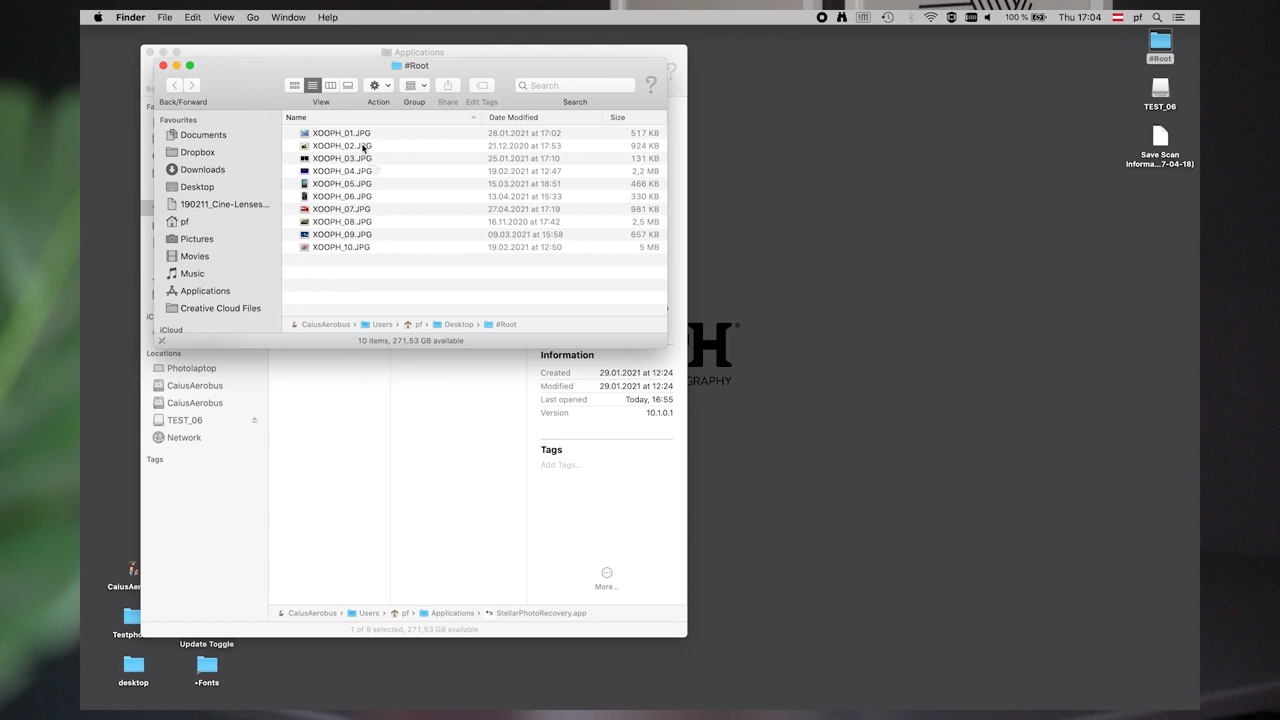 Finder File Edit View Go Window Help 100 % Thu 17:04 pf
Applications
#Root
Search
Back/Forward View Action Group Share Edit Tags Search
Favourites
Documents
Dropbox
Downloads
Desktop
190211_Cine-Lenses...
pf
Pictures
Movies
Music
Applications
Creative Cloud Files
iCloud
Name Date Modified Size
XOOPH_01.JPG 28.01.2021 at 17:02 517 KB
XOOPH_02.JPG 21.12.2020 at 17:53 924 KB
XOOPH_03.JPG 25.01.2021 at 17:10 131 KB
XOOPH_04.JPG 19.02.2021 at 12:47 2,2 MB
XOOPH_05.JPG 15.03.2021 at 18:51 466 KB
XOOPH_06.JPG 13.04.2021 at 15:33 330 KB
XOOPH_07.JPG 27.04.2021 at 17:19 981 KB
XOOPH_08.JPG 16.11.2020 at 17:42 2,5 MB
XOOPH_09.JPG 09.03.2021 at 15:58 657 KB
XOOPH_10.JPG 19.02.2021 at 12:50 5 MB
CaiusAerobus › Users › pf › Desktop › #Root
10 items, 271,53 GB available
Locations
Photolaptop
CaiusAerobus
CaiusAerobus
TEST_06
Network
Tags
Information
Created 29.01.2021 at 12:24
Modified 29.01.2021 at 12:24
Last opened Today, 16:55
Version 10.1.0.1
Tags
Add Tags...
More...
CaiusAerobus › Users › pf › Applications › StellarPhotoRecovery.app
1 of 8 selected, 271,53 GB available
#Root
TEST_06
Save Scan
Informa...7-04-18)
H®
GRAPHY
CaiusAer
Testpho
Update Toggle
desktop
•Fonts